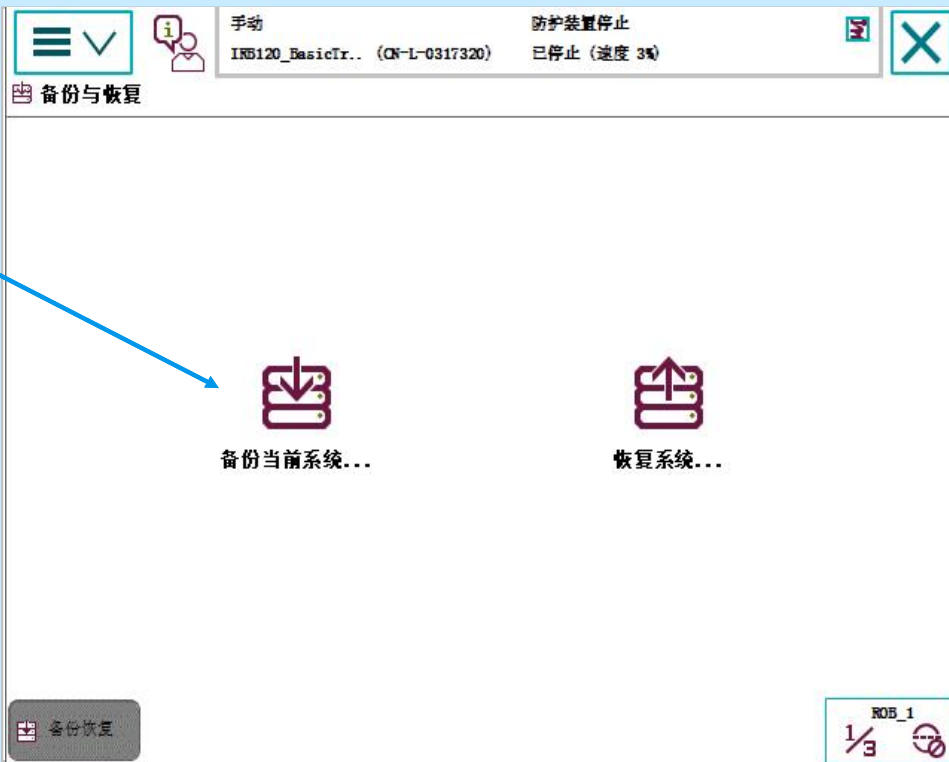 手动
防护装置停止
IRB120_BasicTr.. (CN-L-0317320)
已停止 (速度 3%)
备份与恢复
备份当前系统...
恢复系统...
备份恢复
ROB_1
1/3